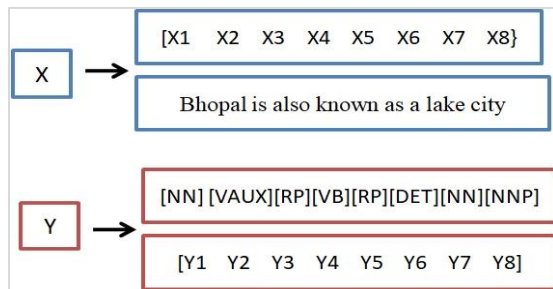 [X1 X2 X3 X4 X5 X6 X7 X8}
X
Bhopal is also known as a lake city
[NN] [VAUX][RP][VB][RP][DET][NN][NNP]
Y
[Y1 Y2 Y3 Y4 Y5 Y6 Y7 Y8]